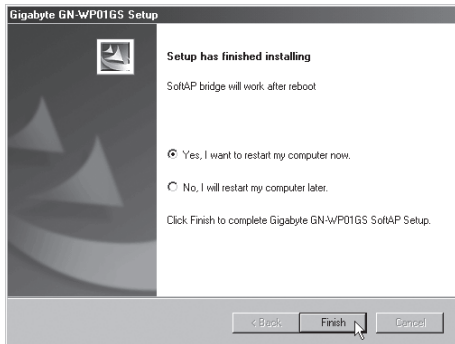 Gigabyte GN-WP01GS Setup
Setup has finished installing
SoftAP bridge will work after reboot
Yes, I want to restart my computer now.
No, I will restart my computer later.
Click Finish to complete Gigabyte GN-WP01GS SoftAP Setup.
< Back Finish Cancel